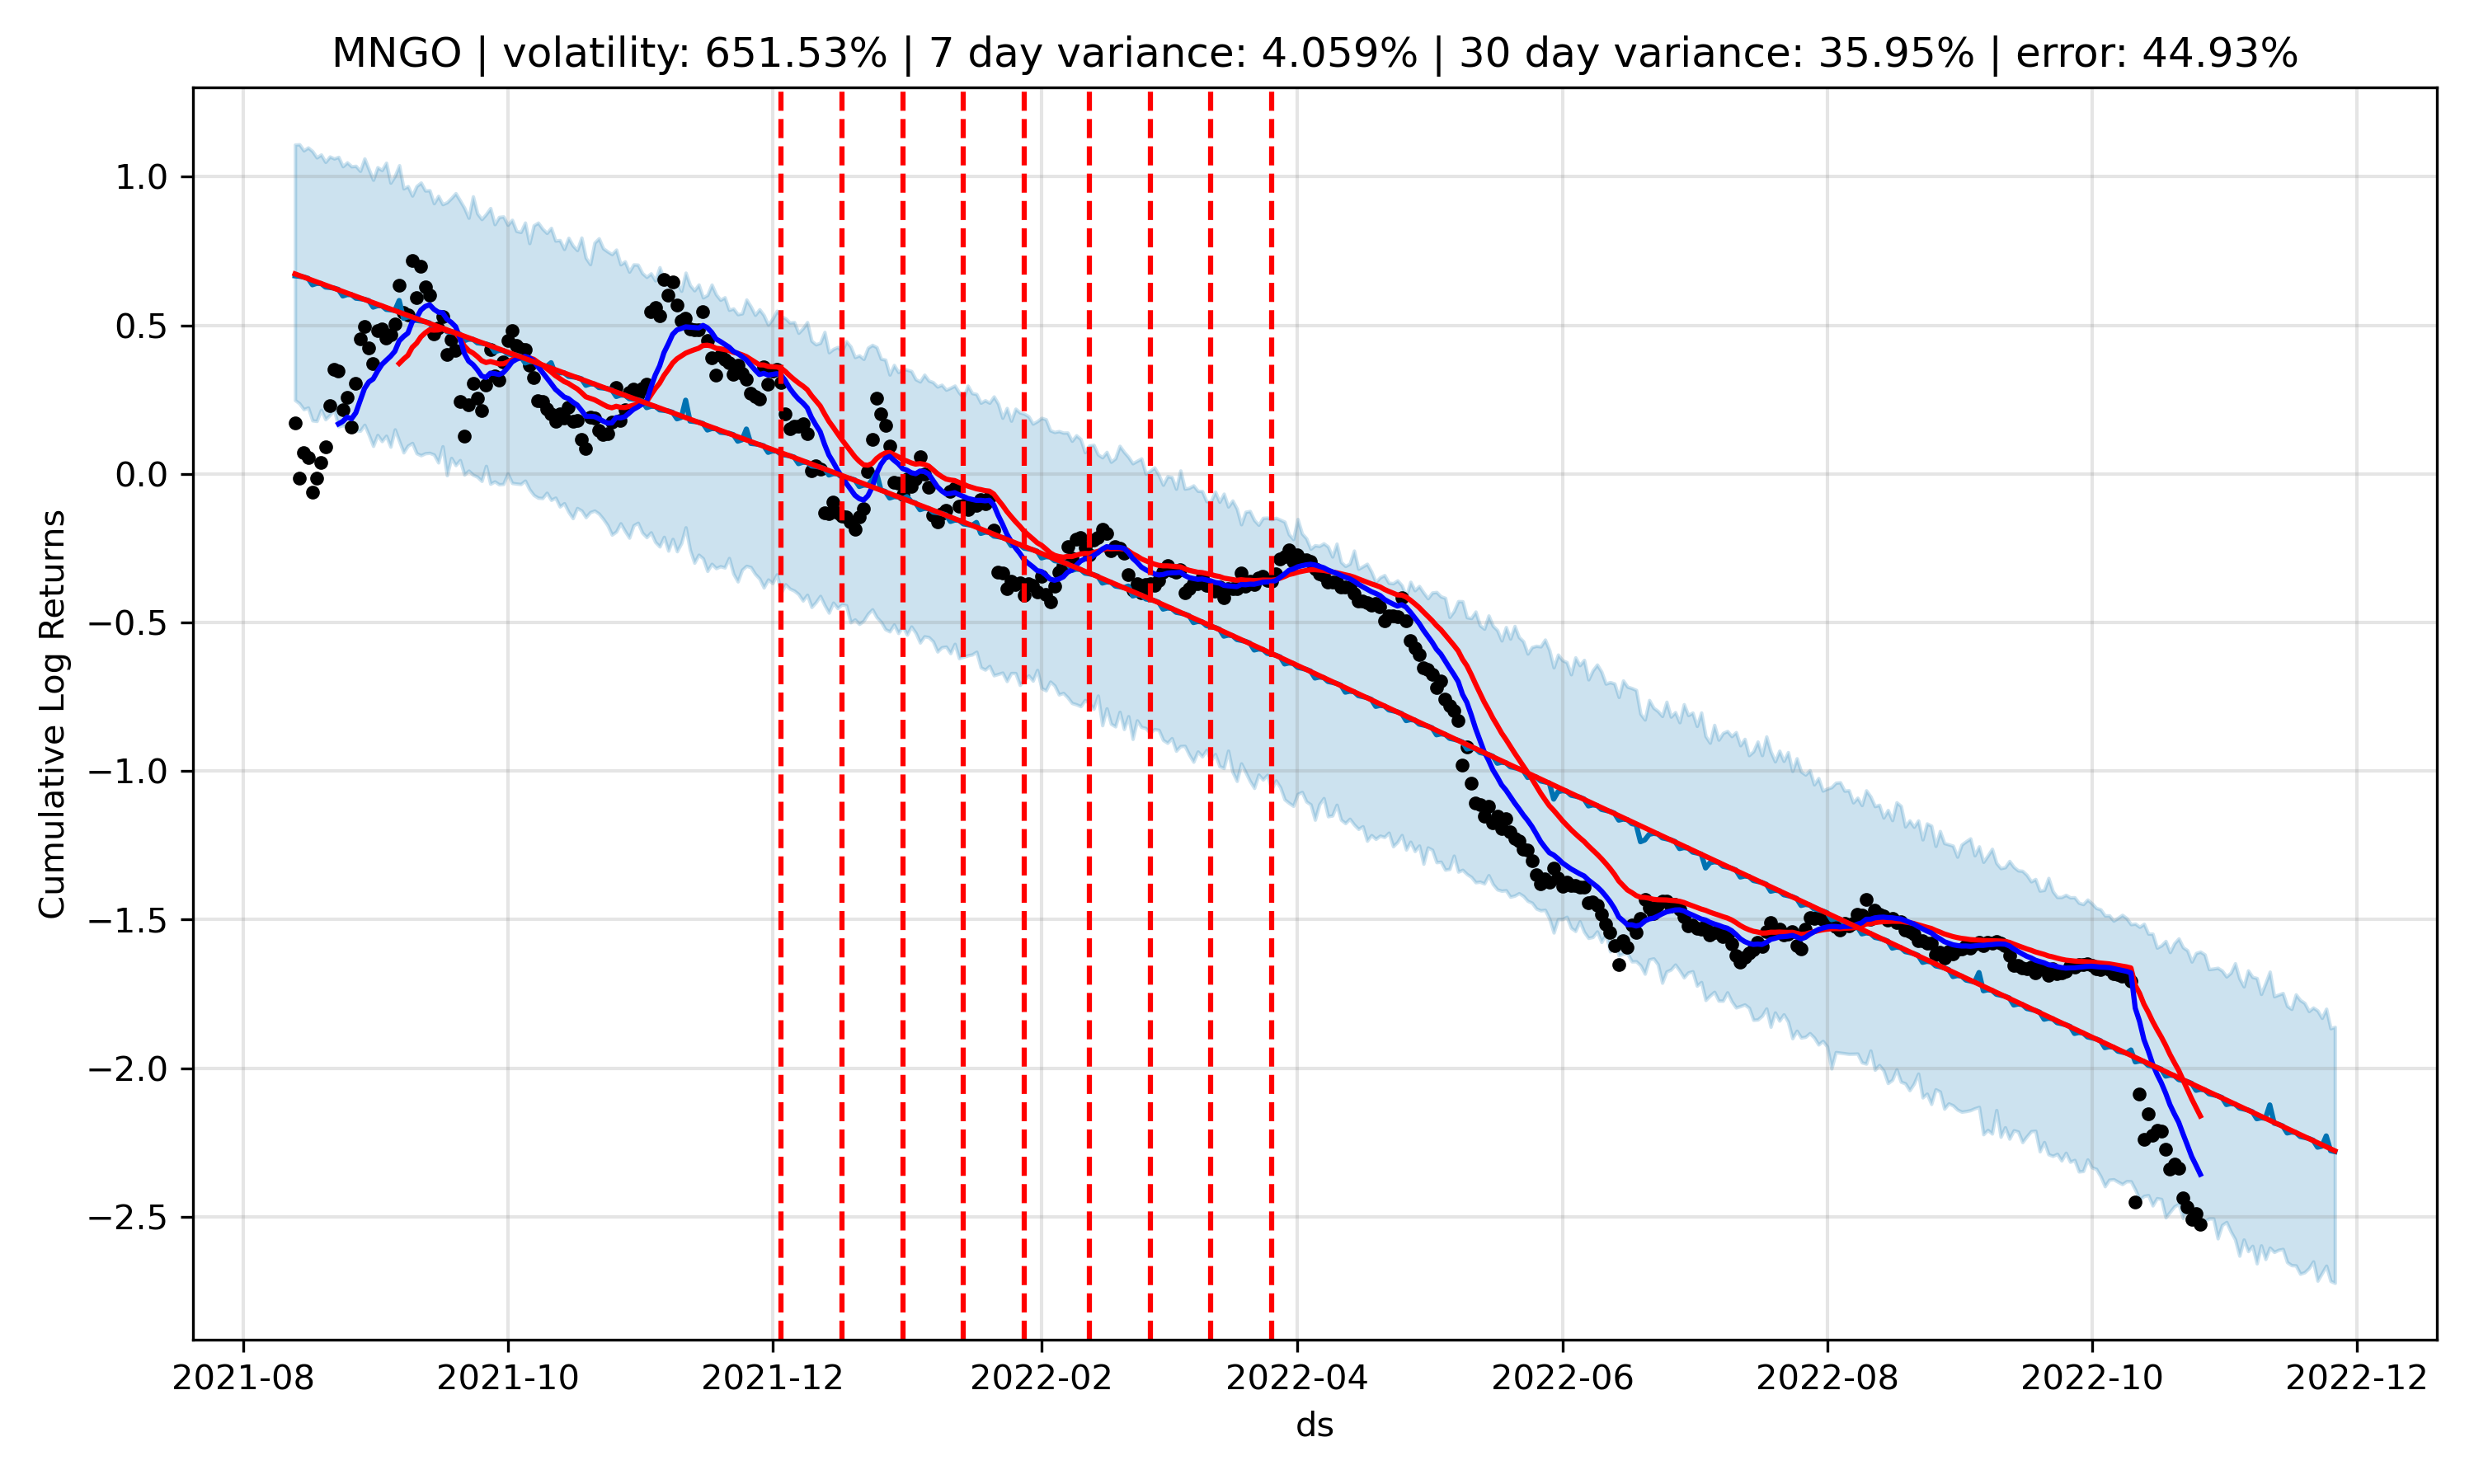 MNGO | volatility: 651.53% | 7 day variance: 4.059% | 30 day variance: 35.95% | error: 44.93%
Cumulative Log Returns
1.0
0.5
0.0
−0.5
−1.0
−1.5
−2.0
−2.5
2021-08 2021-10 2021-12 2022-02 2022-04 2022-06 2022-08 2022-10 2022-12
ds